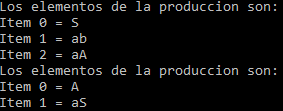 Los elementos de la produccion son:
Item 0 = S
Item 1 = ab
Item 2 = aA
Los elementos de la produccion son:
Item 0 = A
Item 1 = aS